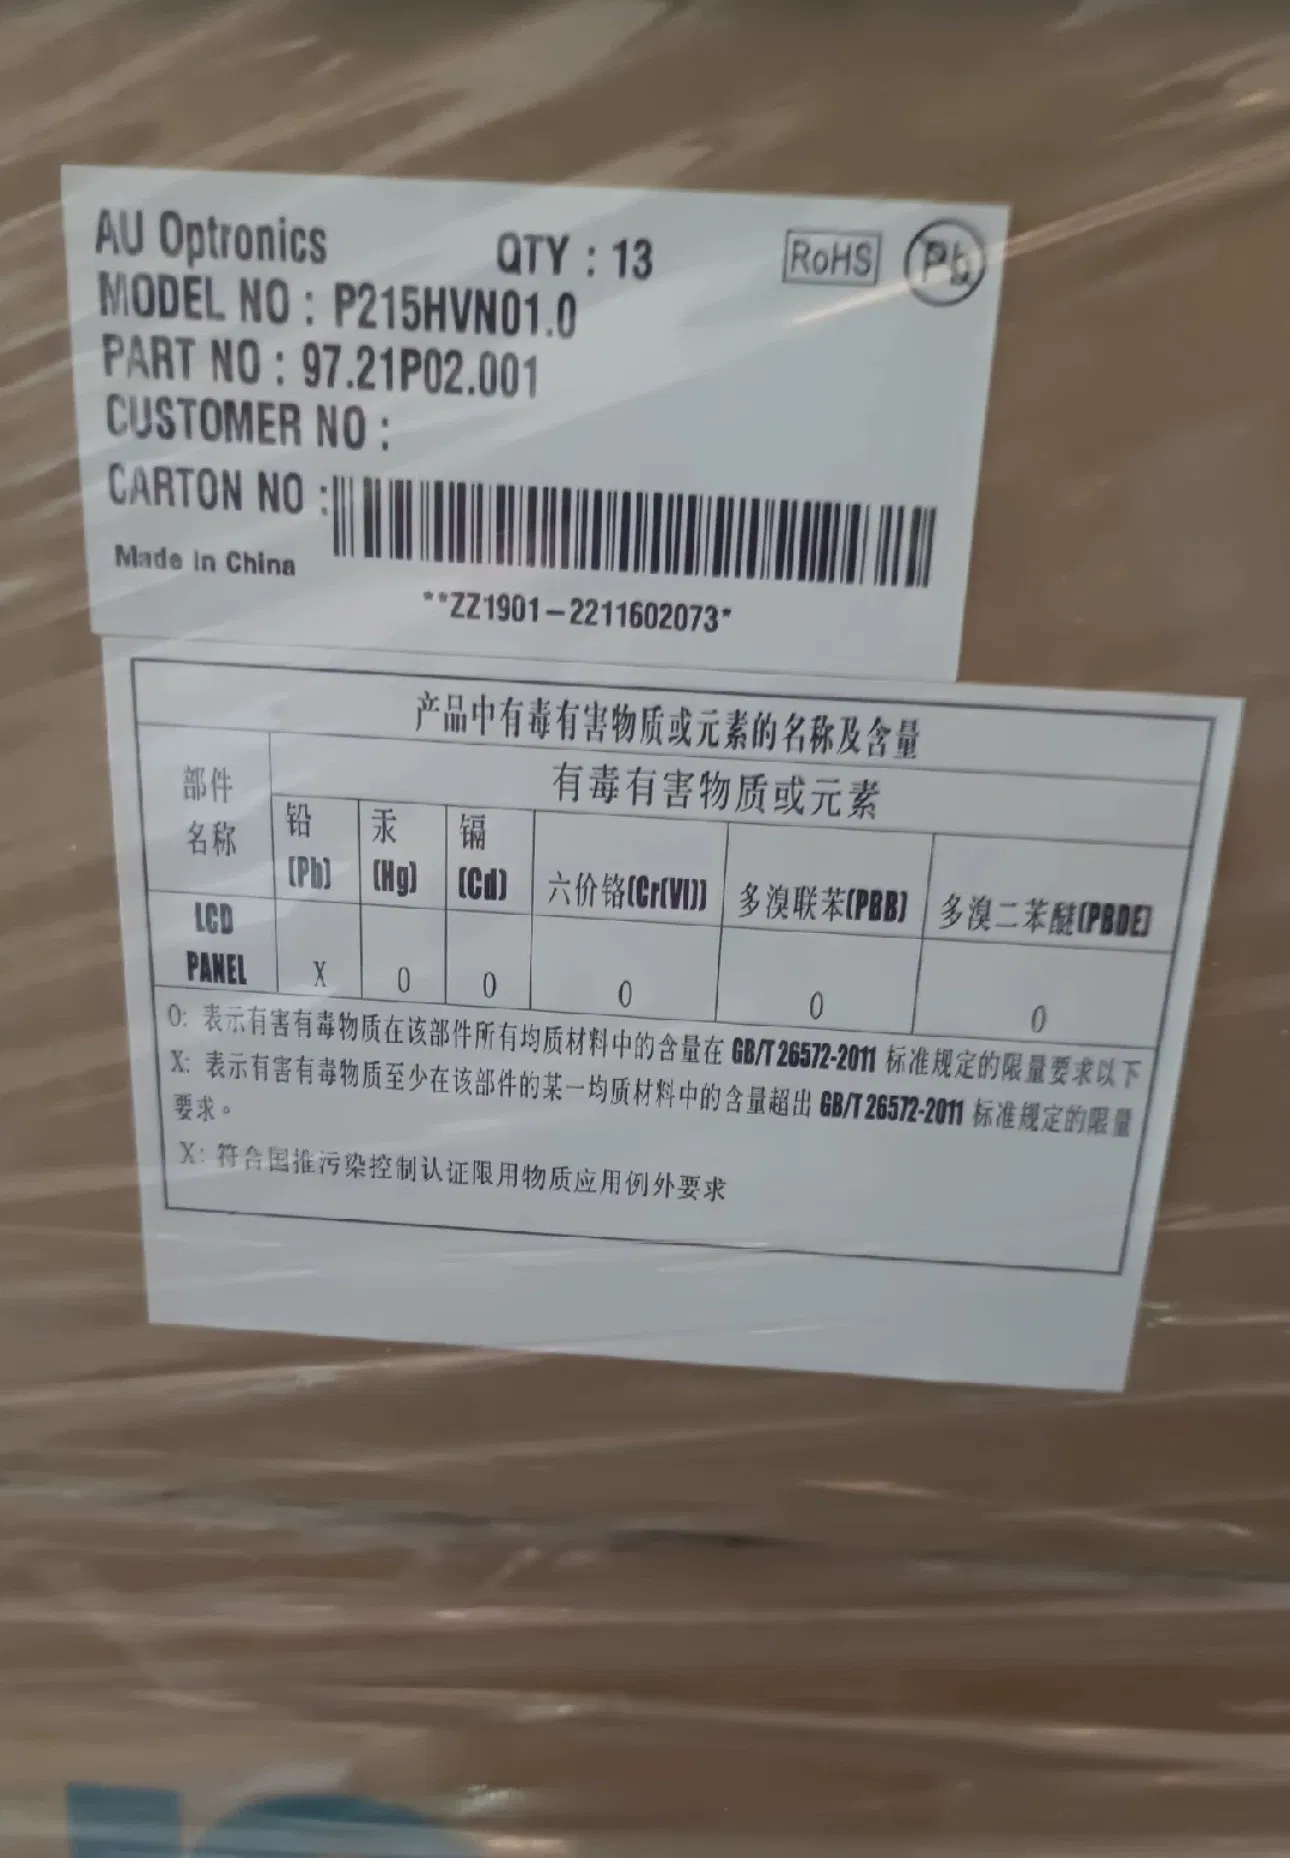 AU Optronics QTY : 13 RoHS Pb
MODEL NO : P215HVN01.0
PART NO : 97.21P02.001
CUSTOMER NO :
CARTON NO :
Made in China
**ZZ1901-2211602073*
产品中有毒有害物质或元素的名称及含量
部件名称
有毒有害物质或元素
铅(Pb) 汞(Hg) 镉(Cd) 六价铬(Cr(VI)) 多溴联苯(PBB) 多溴二苯醚(PBDE)
LCD PANEL X O O O O O
O: 表示有害有毒物质在该部件所有均质材料中的含量在 GB/T 26572-2011 标准规定的限量要求以下
X: 表示有害有毒物质至少在该部件的某一均质材料中的含量超出 GB/T 26572-2011 标准规定的限量
要求。
X: 符合国推污染控制认证限用物质应用例外要求